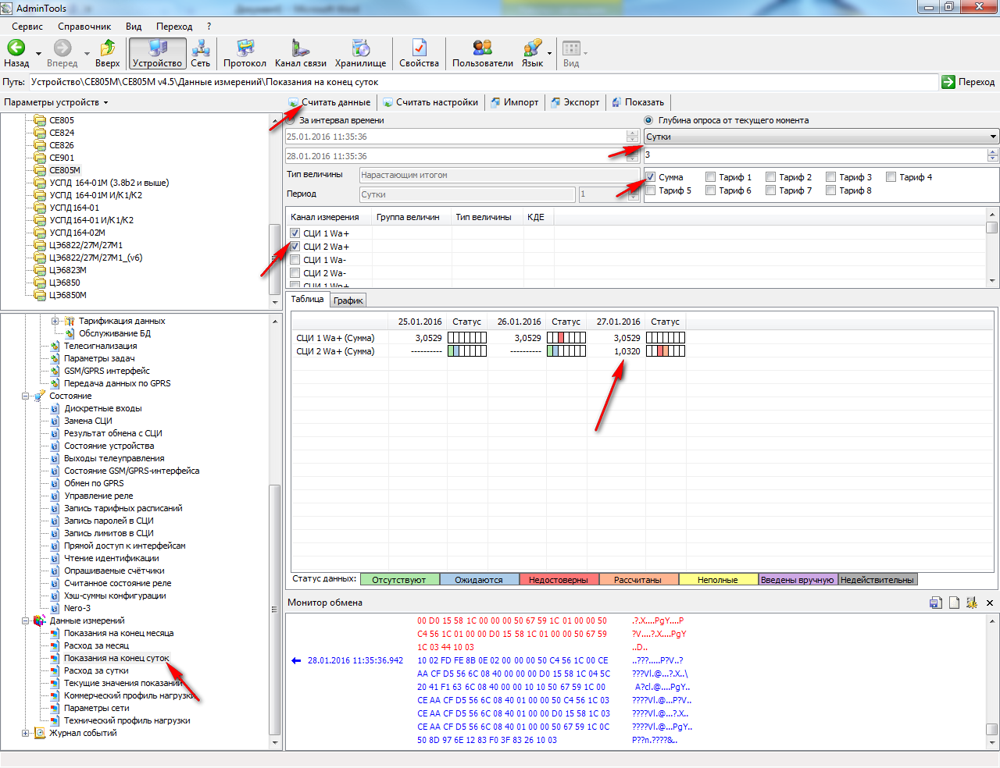 AdminTools
Сервис Справочник Вид Переход ?
Назад Вперед Вверх Устройство Сеть Протокол Канал связи Хранилище Свойства Пользователи Язык Вид
Путь: Устройство\CE805M\CE805M v4.5\Данные измерений\Показания на конец суток Переход
Параметры устройств
Считать данные Считать настройки Импорт Экспорт Показать
CE805
CE824
CE826
CE901
CE805M
УСПД 164-01М (3.8b2 и выше)
УСПД 164-01М И/К1/К2
УСПД164-01
УСПД164-01 И/К1/К2
УСПД164-02М
ЦЭ6822/27М/27М1
ЦЭ6822/27М/27М1_(v6)
ЦЭ6823М
ЦЭ6850
ЦЭ6850М
За интервал времени Глубина опроса от текущего момента
25.01.2016 11:35:36 Сутки
28.01.2016 11:35:36 3
Тип величины Нарастающим итогом
Период Сутки 1
Сумма Тариф 1 Тариф 2 Тариф 3 Тариф 4
Тариф 5 Тариф 6 Тариф 7 Тариф 8
Канал измерения Группа величин Тип величины КДЕ
СЦИ 1 Wa+
СЦИ 2 Wa+
СЦИ 1 Wa-
СЦИ 2 Wa-
СЦИ 1 Wp+
Таблица График
25.01.2016 Статус 26.01.2016 Статус 27.01.2016 Статус
СЦИ 1 Wa+ (Сумма) 3,0529 3,0529 3,0529
СЦИ 2 Wa+ (Сумма) ---------- ---------- 1,0320
Статус данных: Отсутствуют Ожидаются Недостоверны Рассчитаны Неполные Введены вручную Недействительны
Тарификация данных
Обслуживание БД
Телесигнализация
Параметры задач
GSM/GPRS интерфейс
Передача данных по GPRS
Состояние
Дискретные входы
Замена СЦИ
Результат обмена с СЦИ
Состояние устройства
Выходы телеуправления
Состояние GSM/GPRS-интерфейса
Обмен по GPRS
Управление реле
Запись тарифных расписаний
Запись паролей в СЦИ
Запись лимитов в СЦИ
Прямой доступ к интерфейсам
Чтение идентификации
Опрашиваемые счётчики
Считанное состояние реле
Хэш-суммы конфигурации
Nero-3
Данные измерений
Показания на конец месяца
Расход за месяц
Показания на конец суток
Расход за сутки
Текущие значения показаний
Коммерческий профиль нагрузки
Параметры сети
Технический профиль нагрузки
Журнал событий
Монитор обмена
00 D0 15 58 1C 00 00 00 50 67 59 1C 01 00 00 50 .?.X....PgY....P
C4 56 1C 01 00 00 D0 15 58 1C 01 00 00 50 67 59 ?V....?.X....PgY
1C 03 44 10 03 ..D..
28.01.2016 11:35:36.942 10 02 FD FE 8B 0E 02 00 00 00 50 C4 56 1C 00 CE ..???.....P?V..?
AA CF D5 56 6C 08 40 00 00 00 D0 15 58 1C 04 5C ???Vl.@...?.X..\
20 41 F1 63 6C 08 40 00 00 10 10 50 67 59 1C 00 A?cl.@....PgY..
CE AA CF D5 56 6C 08 40 01 00 00 50 C4 56 1C 03 ????Vl.@...P?V..
CE AA CF D5 56 6C 08 40 01 00 00 D0 15 58 1C 03 ????Vl.@...?.X..
CE AA CF D5 56 6C 08 40 01 00 00 50 67 59 1C 0C ????Vl.@...PgY..
50 8D 97 6E 12 83 F0 3F 83 26 10 03 P??n.????&..